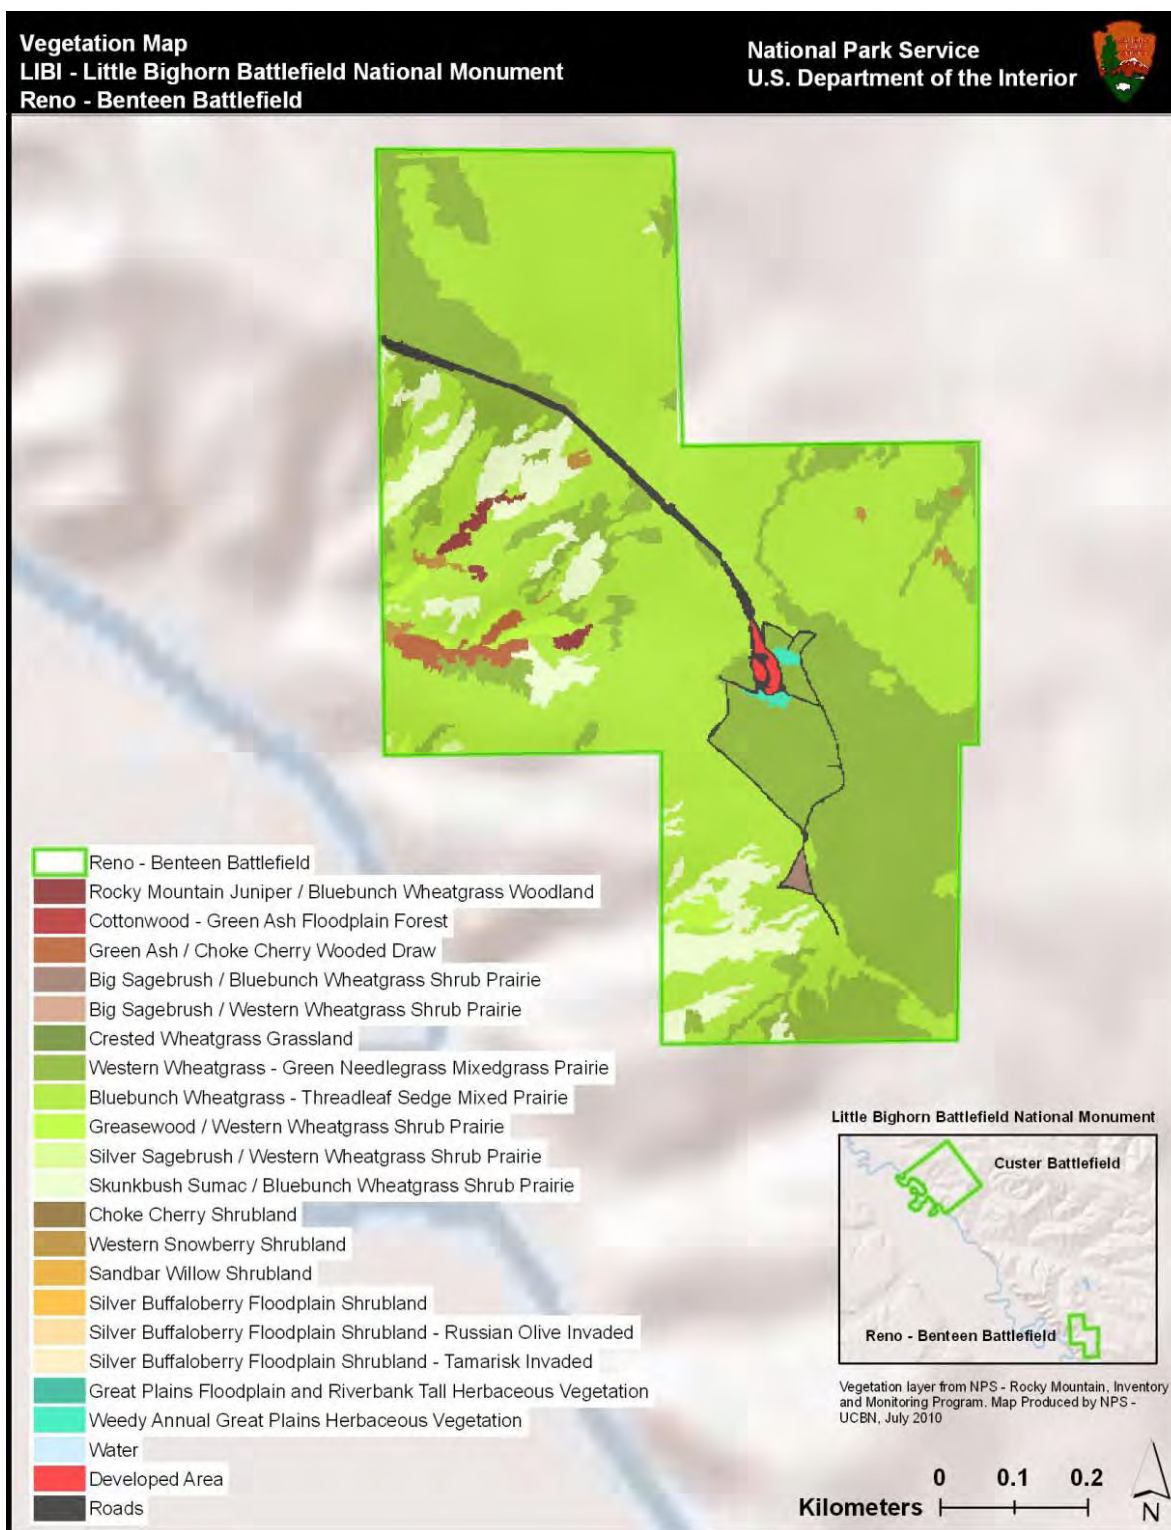 Vegetation Map
LIBI - Little Bighorn Battlefield National Monument
Reno - Benteen Battlefield
National Park Service
U.S. Department of the Interior
Reno - Benteen Battlefield
Rocky Mountain Juniper / Bluebunch Wheatgrass Woodland
Cottonwood - Green Ash Floodplain Forest
Green Ash / Choke Cherry Wooded Draw
Big Sagebrush / Bluebunch Wheatgrass Shrub Prairie
Big Sagebrush / Western Wheatgrass Shrub Prairie
Crested Wheatgrass Grassland
Western Wheatgrass - Green Needlegrass Mixedgrass Prairie
Bluebunch Wheatgrass - Threadleaf Sedge Mixed Prairie
Greasewood / Western Wheatgrass Shrub Prairie
Silver Sagebrush / Western Wheatgrass Shrub Prairie
Skunkbush Sumac / Bluebunch Wheatgrass Shrub Prairie
Choke Cherry Shrubland
Western Snowberry Shrubland
Sandbar Willow Shrubland
Silver Buffaloberry Floodplain Shrubland
Silver Buffaloberry Floodplain Shrubland - Russian Olive Invaded
Silver Buffaloberry Floodplain Shrubland - Tamarisk Invaded
Great Plains Floodplain and Riverbank Tall Herbaceous Vegetation
Weedy Annual Great Plains Herbaceous Vegetation
Water
Developed Area
Roads
Little Bighorn Battlefield National Monument
Custer Battlefield
Reno - Benteen Battlefield
Vegetation layer from NPS - Rocky Mountain, Inventory
and Monitoring Program. Map Produced by NPS -
UCBN, July 2010
0 0.1 0.2
Kilometers
N